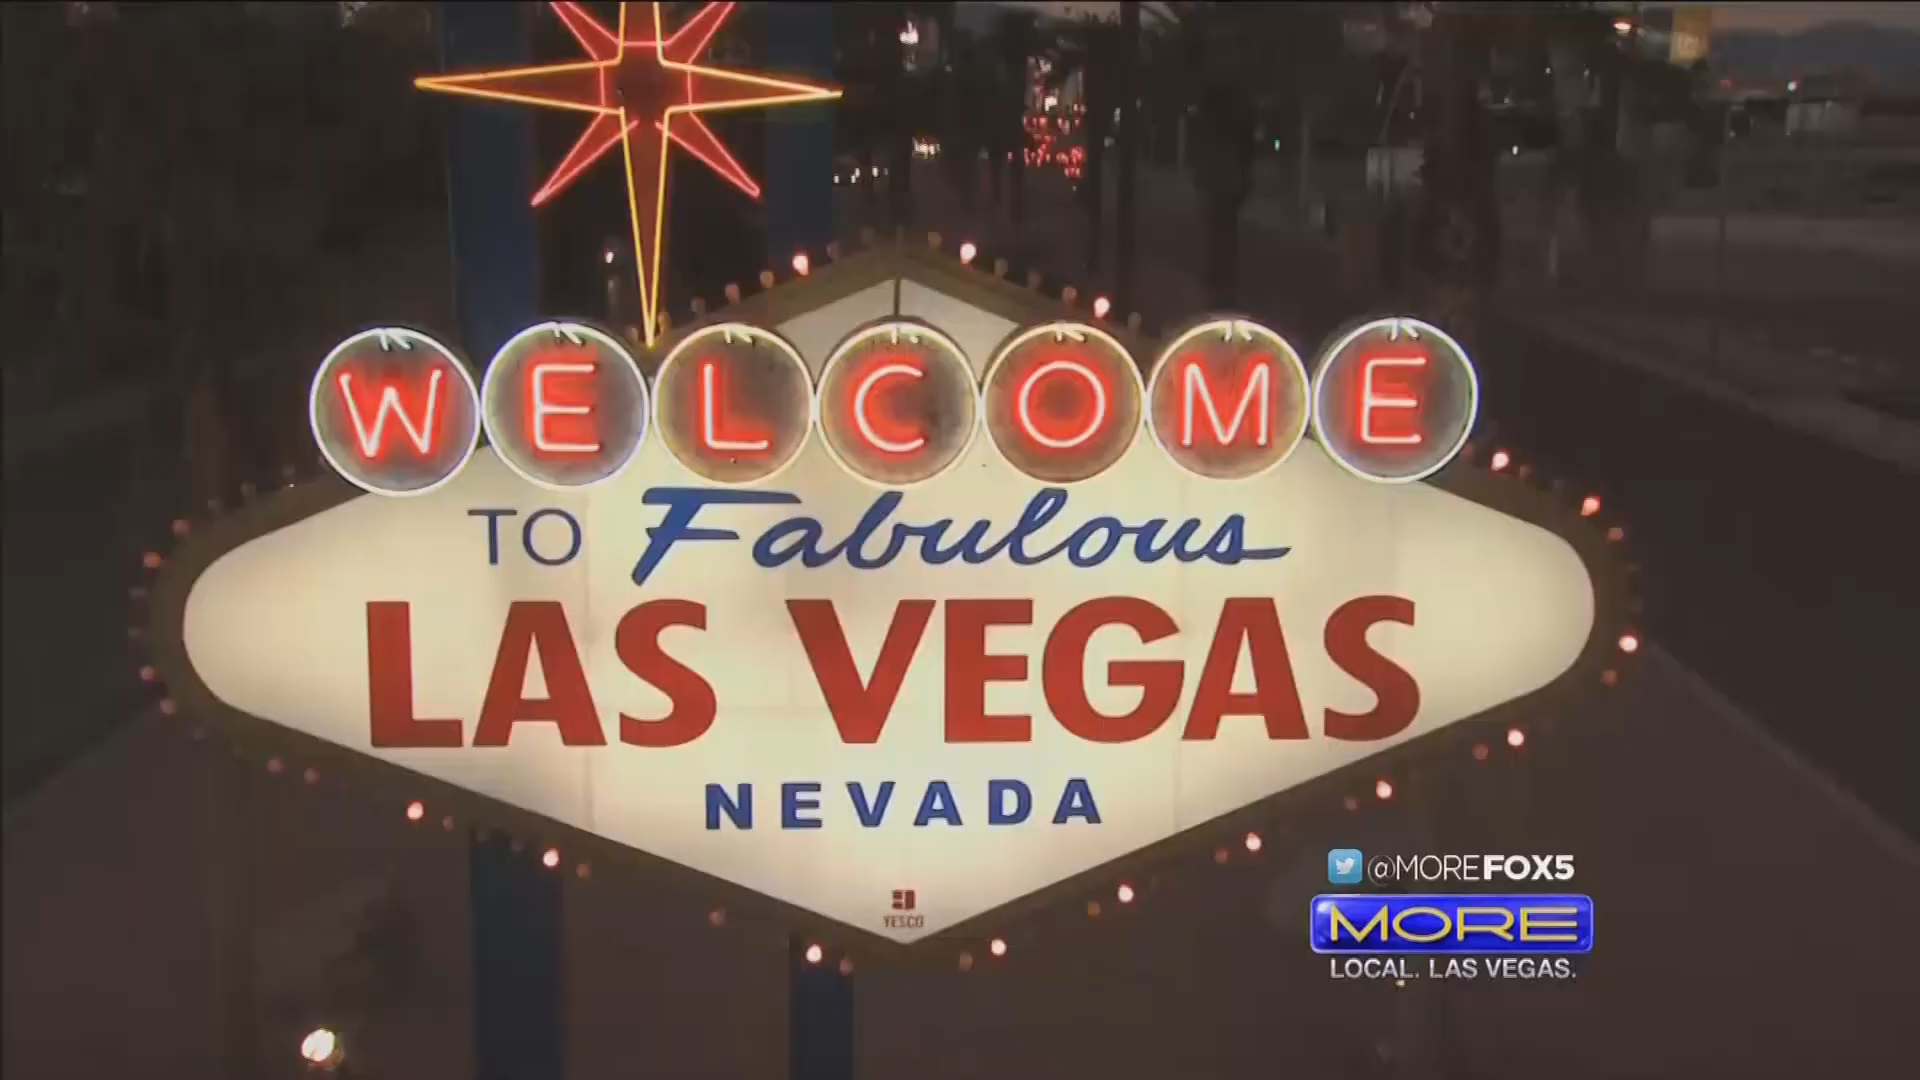 WELCOME
TO Fabulous
LAS VEGAS
NEVADA
YESCO
@MOREFOX5
MORE
LOCAL. LAS VEGAS.